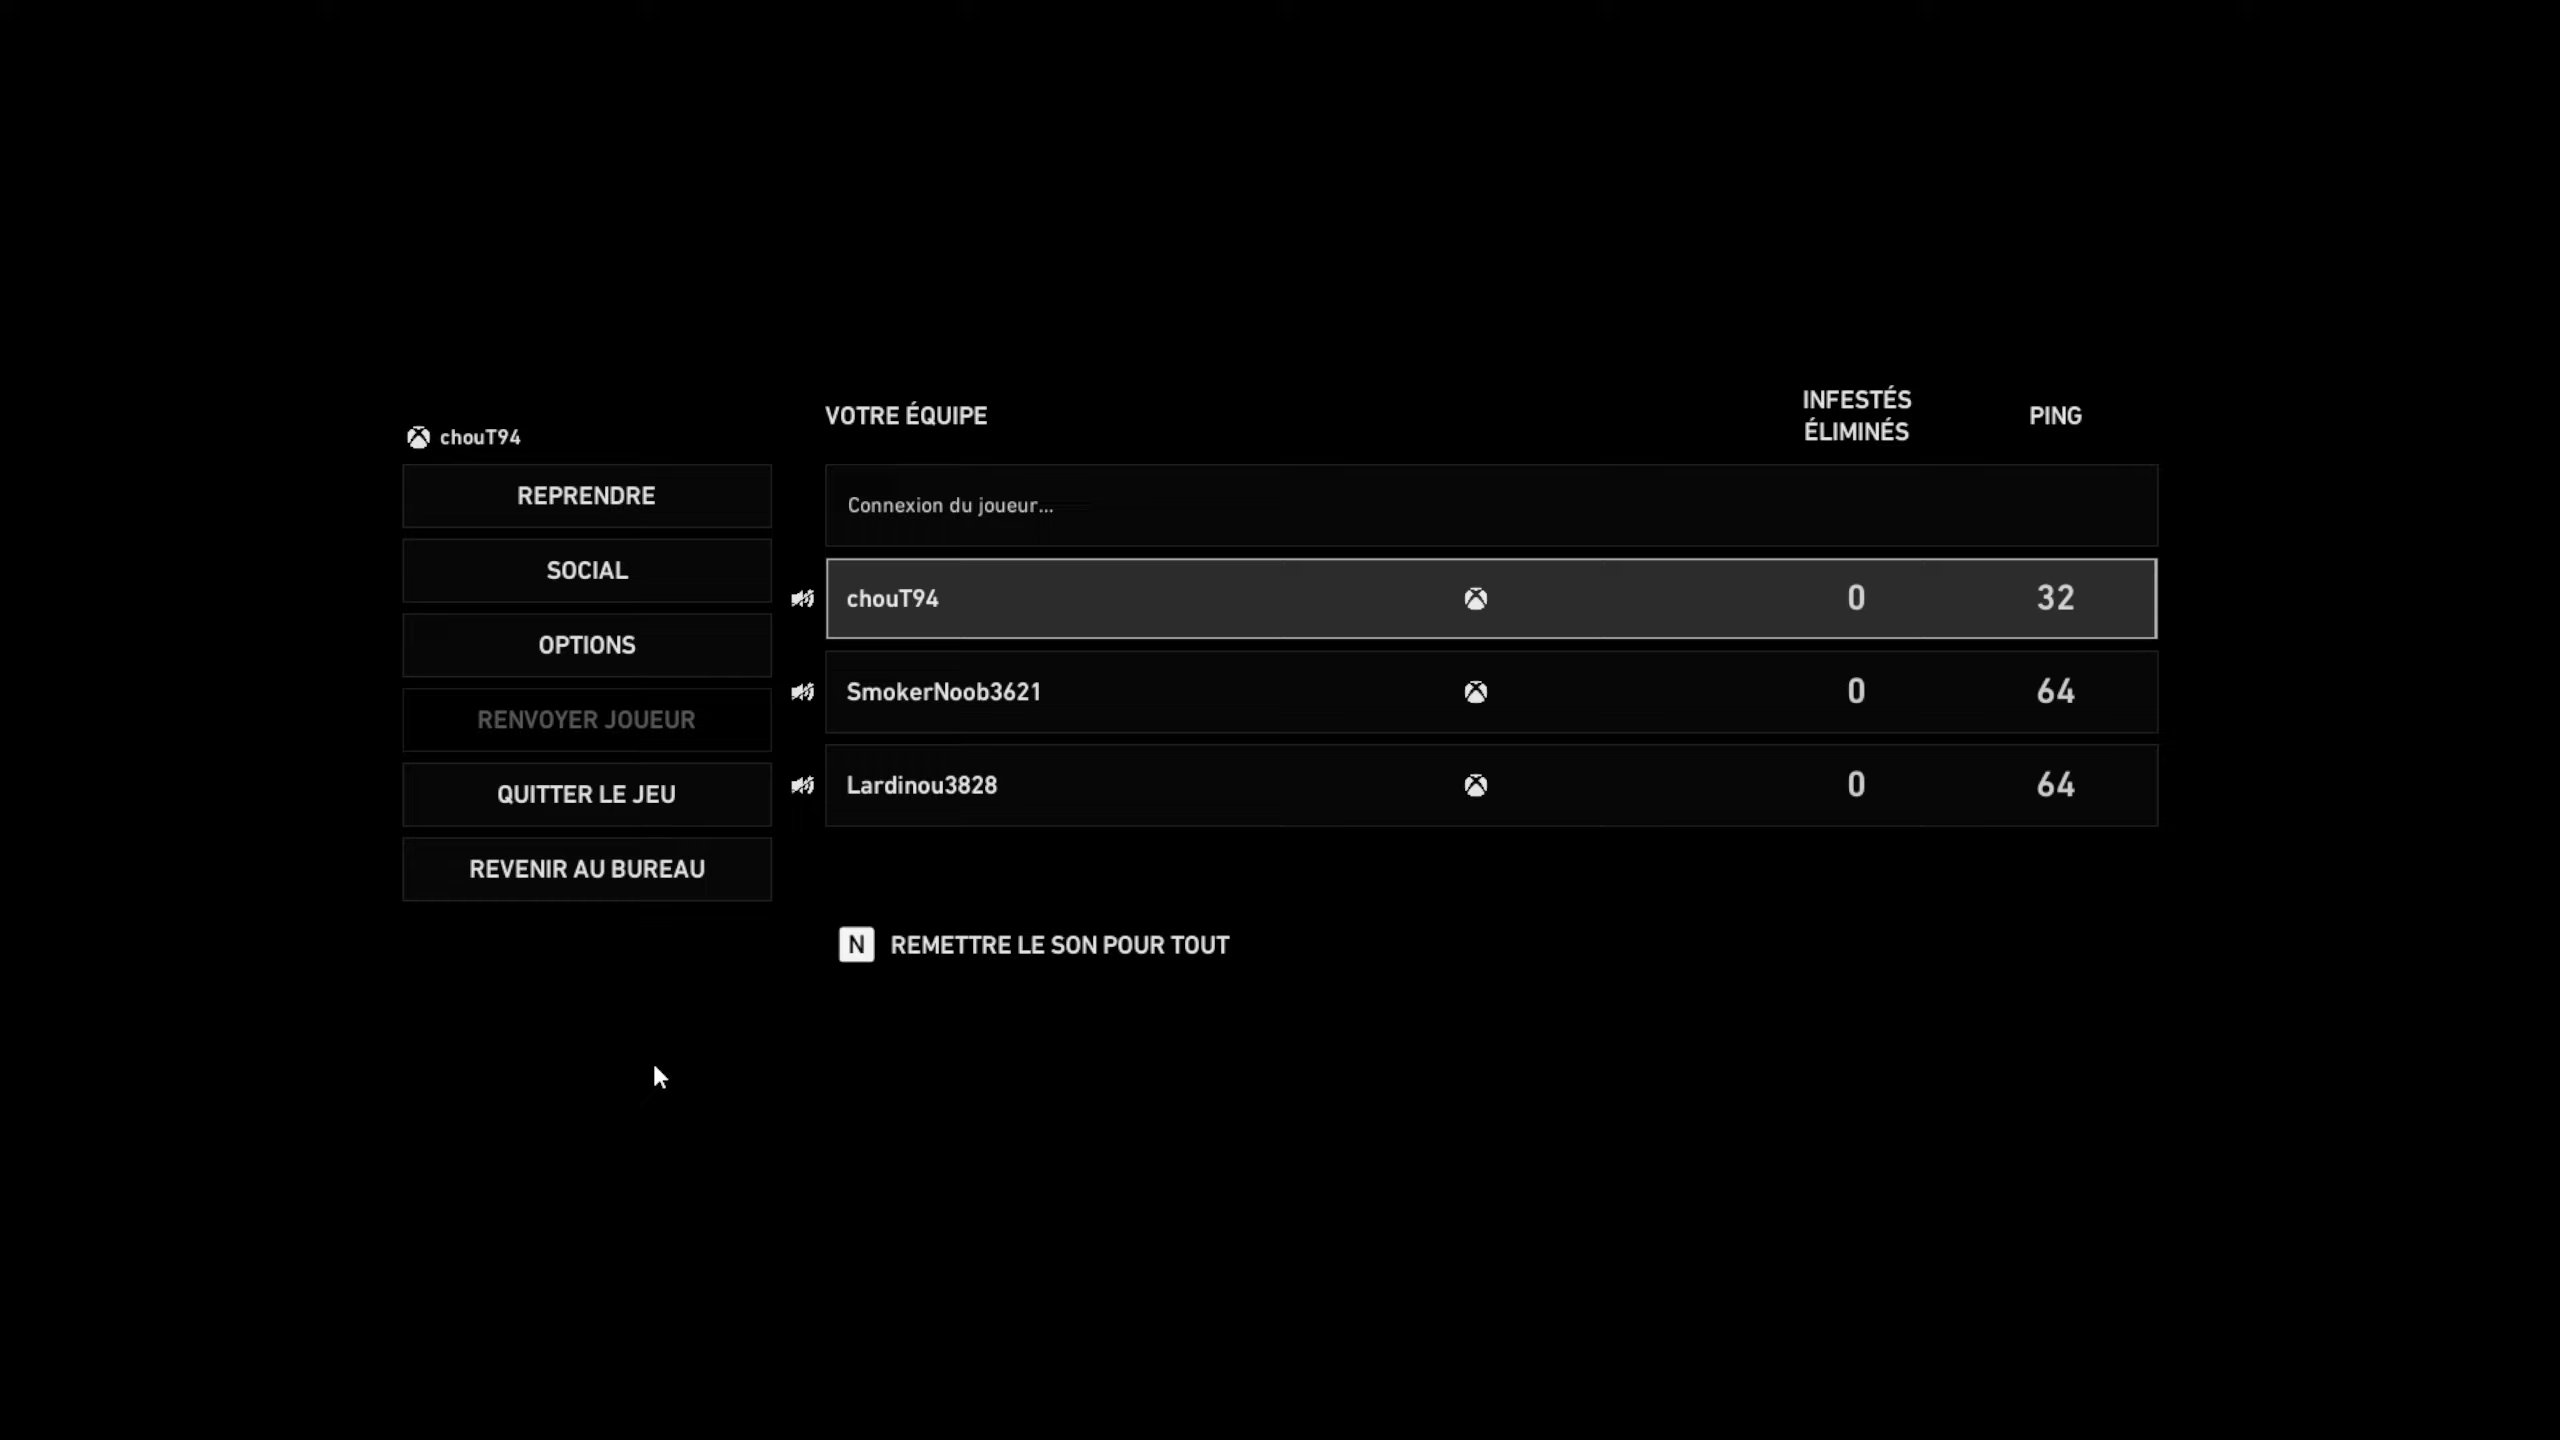 chouT94
REPRENDRE
SOCIAL
OPTIONS
RENVOYER JOUEUR
QUITTER LE JEU
REVENIR AU BUREAU
VOTRE ÉQUIPE
INFESTÉS
ÉLIMINÉS
PING
Connexion du joueur...
chouT94 0 32
SmokerNoob3621 0 64
Lardinou3828 0 64
N REMETTRE LE SON POUR TOUT